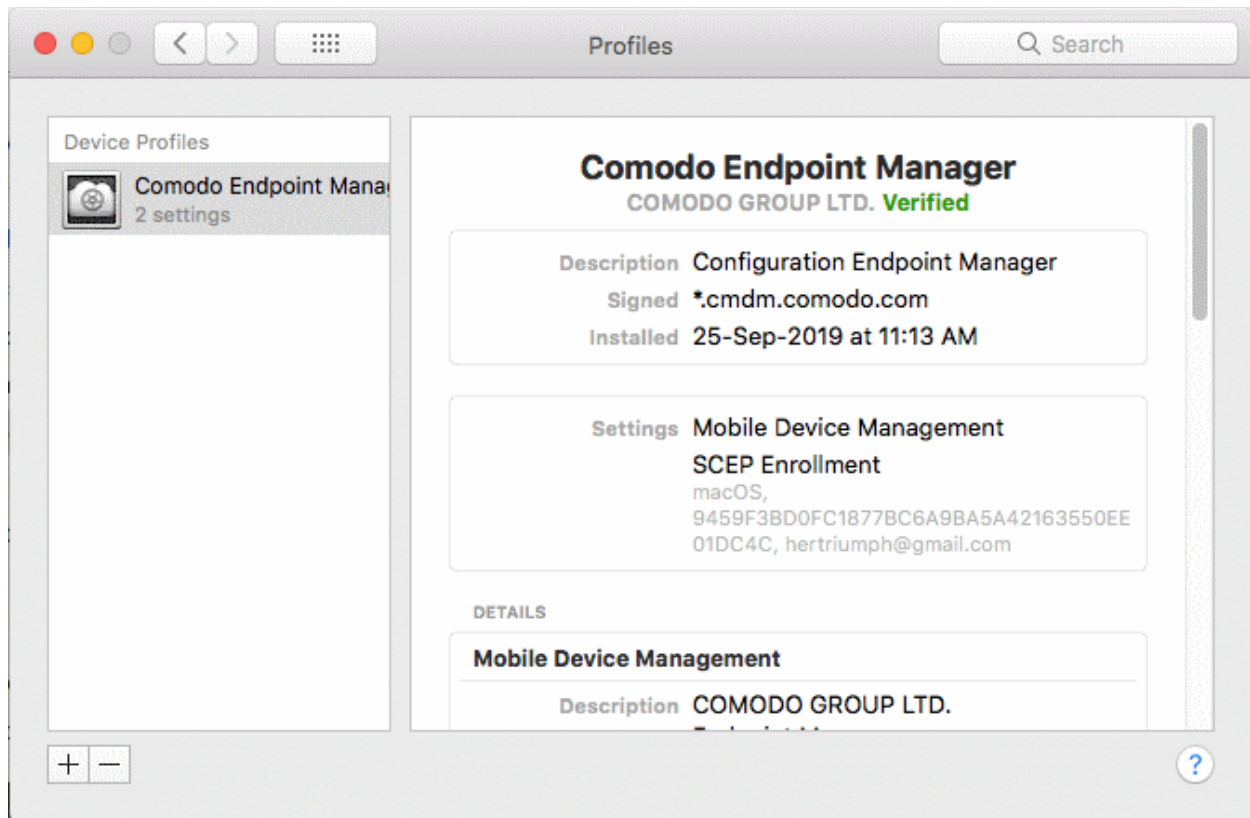 Profiles
Search
Device Profiles
Comodo Endpoint Mana
2 settings
Comodo Endpoint Manager
COMODO GROUP LTD. Verified
Description Configuration Endpoint Manager
Signed *.cmdm.comodo.com
Installed 25-Sep-2019 at 11:13 AM
Settings Mobile Device Management
SCEP Enrollment
macOS,
9459F3BD0FC1877BC6A9BA5A42163550EE
01DC4C, hertriumph@gmail.com
DETAILS
Mobile Device Management
Description COMODO GROUP LTD.
+ −
?